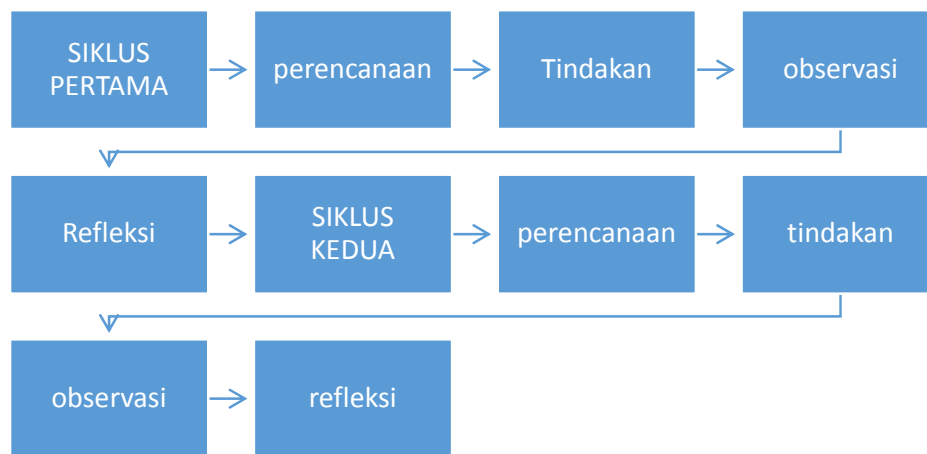 SIKLUS
PERTAMA
perencanaan
Tindakan
observasi
Refleksi
SIKLUS
KEDUA
perencanaan
tindakan
observasi
refleksi